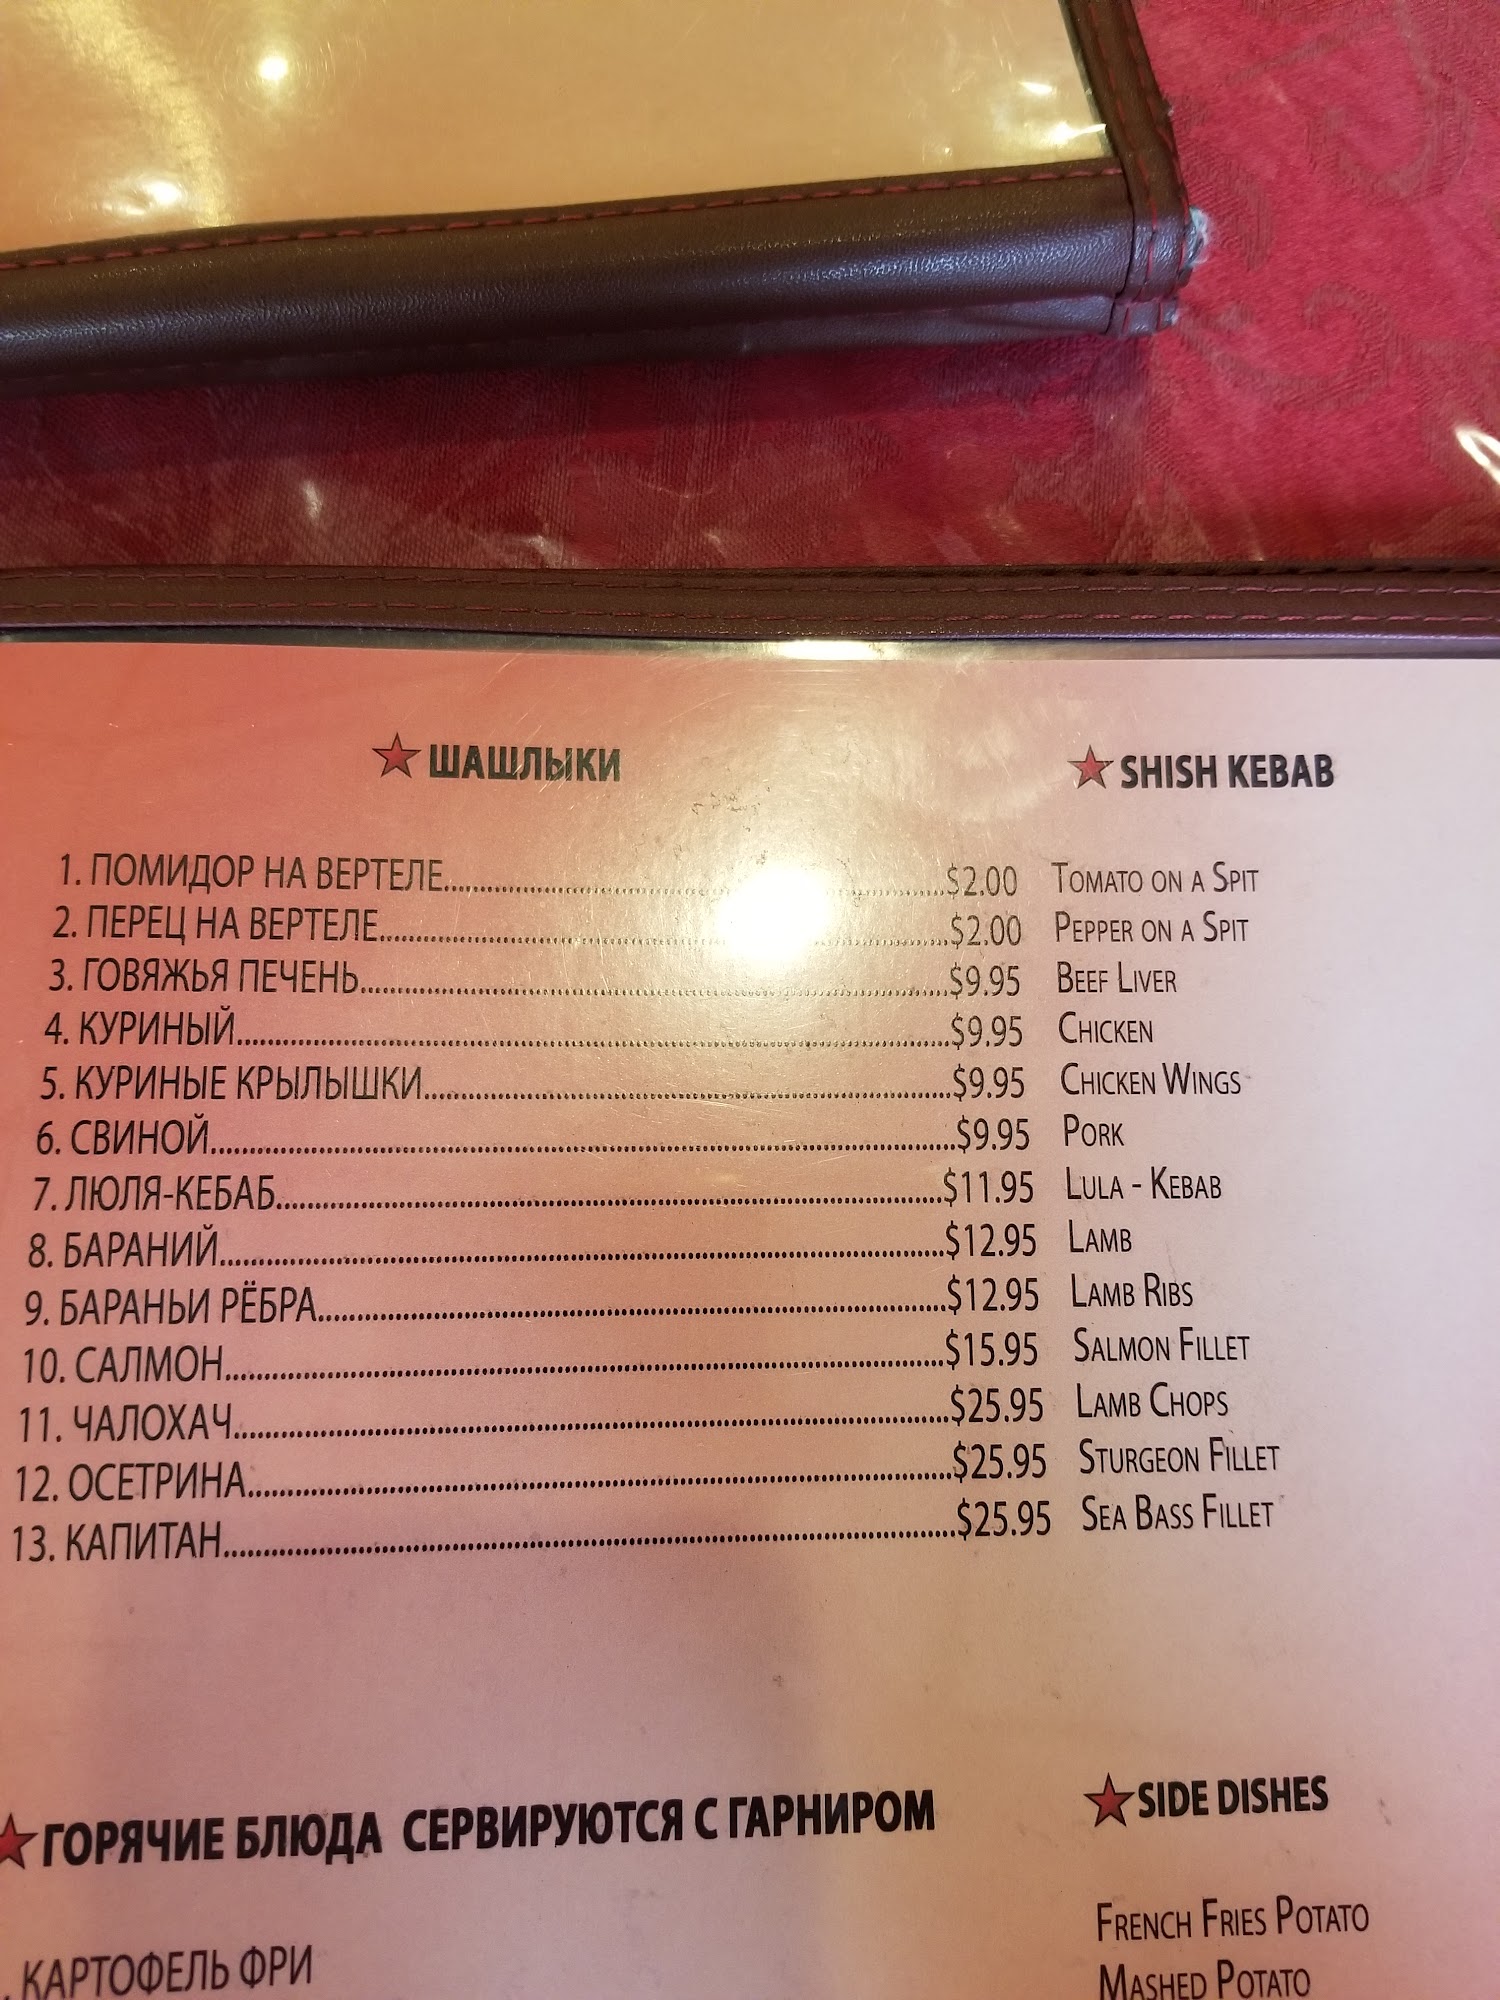 ШАШЛЫКИ SHISH KEBAB
1. ПОМИДОР НА ВЕРТЕЛЕ $2.00 TOMATO ON A SPIT
2. ПЕРЕЦ НА ВЕРТЕЛЕ $2.00 PEPPER ON A SPIT
3. ГОВЯЖЬЯ ПЕЧЕНЬ $9.95 BEEF LIVER
4. КУРИНЫЙ $9.95 CHICKEN
5. КУРИНЫЕ КРЫЛЫШКИ $9.95 CHICKEN WINGS
6. СВИНОЙ $9.95 PORK
7. ЛЮЛЯ-КЕБАБ $11.95 LULA - KEBAB
8. БАРАНИЙ $12.95 LAMB
9. БАРАНЬИ РЁБРА $12.95 LAMB RIBS
10. САЛМОН $15.95 SALMON FILLET
11. ЧАЛОХАЧ $25.95 LAMB CHOPS
12. ОСЕТРИНА $25.95 STURGEON FILLET
13. КАПИТАН $25.95 SEA BASS FILLET
ГОРЯЧИЕ БЛЮДА СЕРВИРУЮТСЯ С ГАРНИРОМ SIDE DISHES
FRENCH FRIES POTATO
. КАРТОФЕЛЬ ФРИ MASHED POTATO